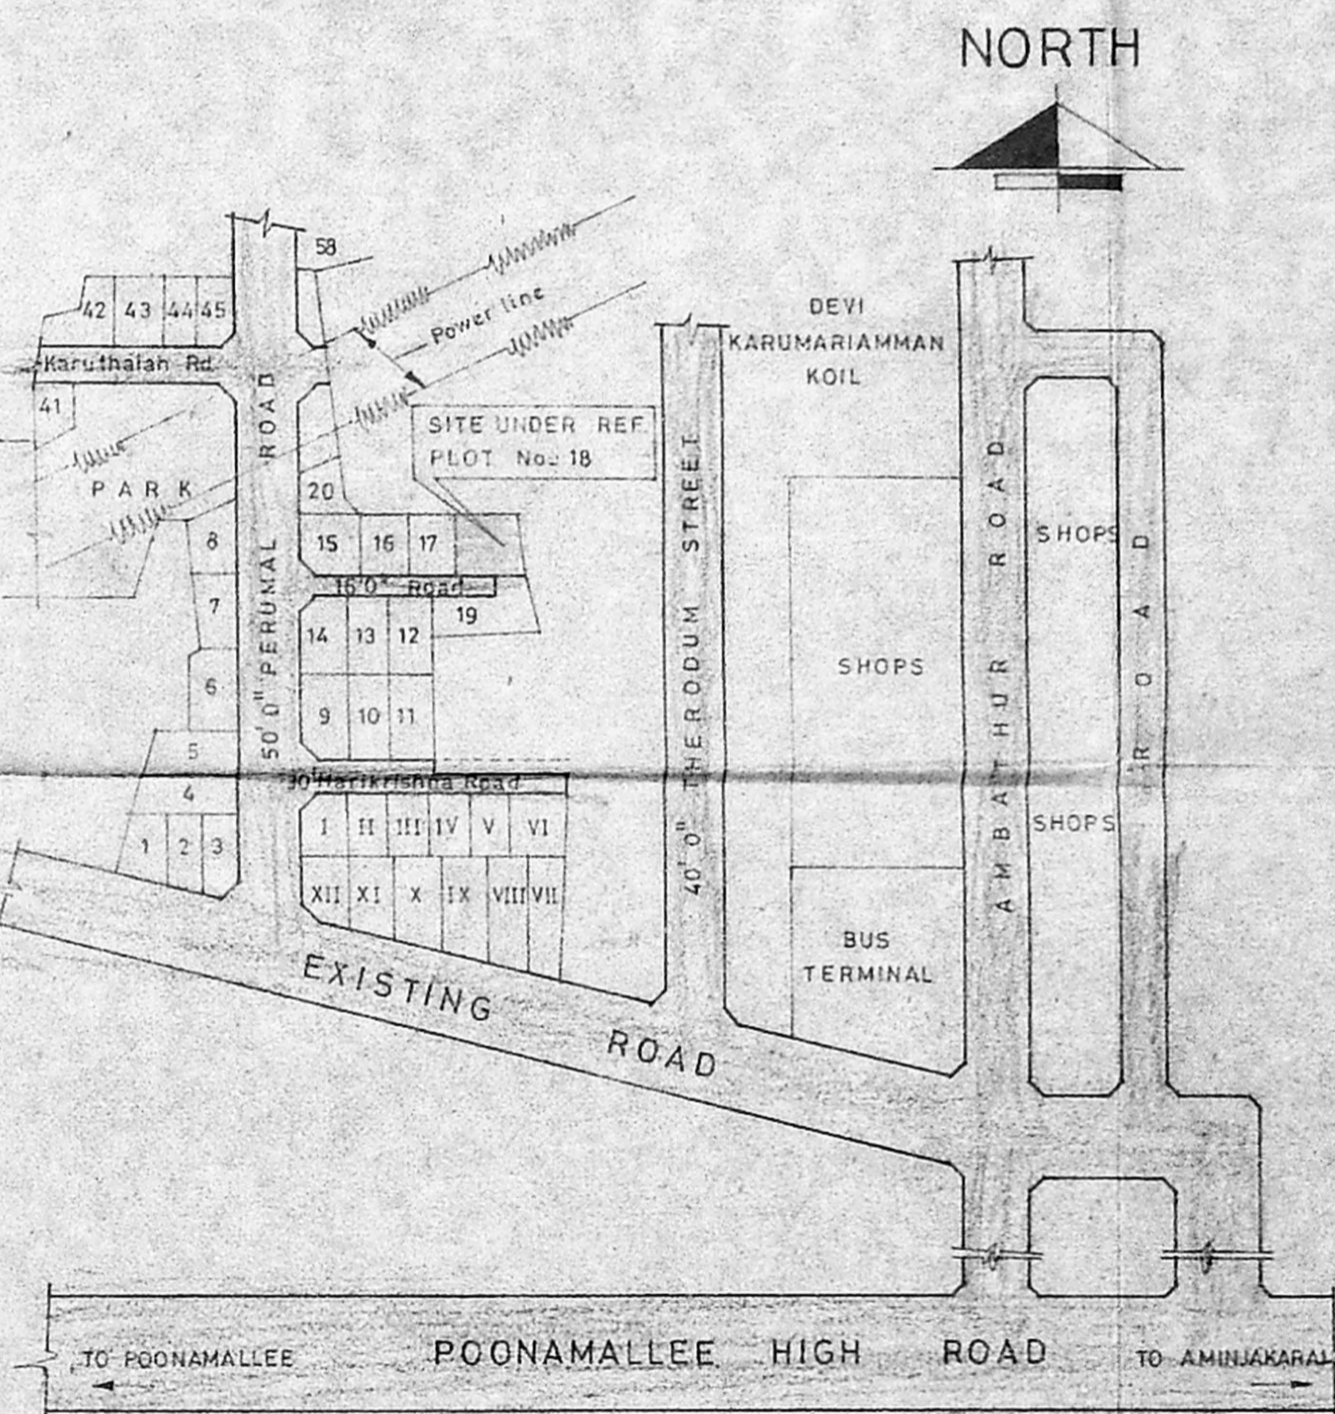 NORTH
58
42 43 44 45
Power line
DEVI
KARUMARIAMMAN
KOIL
Karuthaiah Rd
41
SITE UNDER REF
PLOT No: 18
PARK
20
8
15 16 17
SHOPS
16'0" Road
7
19
14 13 12
SHOPS
6
9 10 11
5
50'0" PERUMAL ROAD
40'0" THERODUM STREET
AMBATHUR ROAD
ROAD
30' Harikrishna Road
4
I II III IV V VI
SHOPS
1 2 3
XII XI X IX VIII VII
BUS
TERMINAL
EXISTING ROAD
TO POONAMALLEE
POONAMALLEE HIGH ROAD
TO AMINJAKARAI